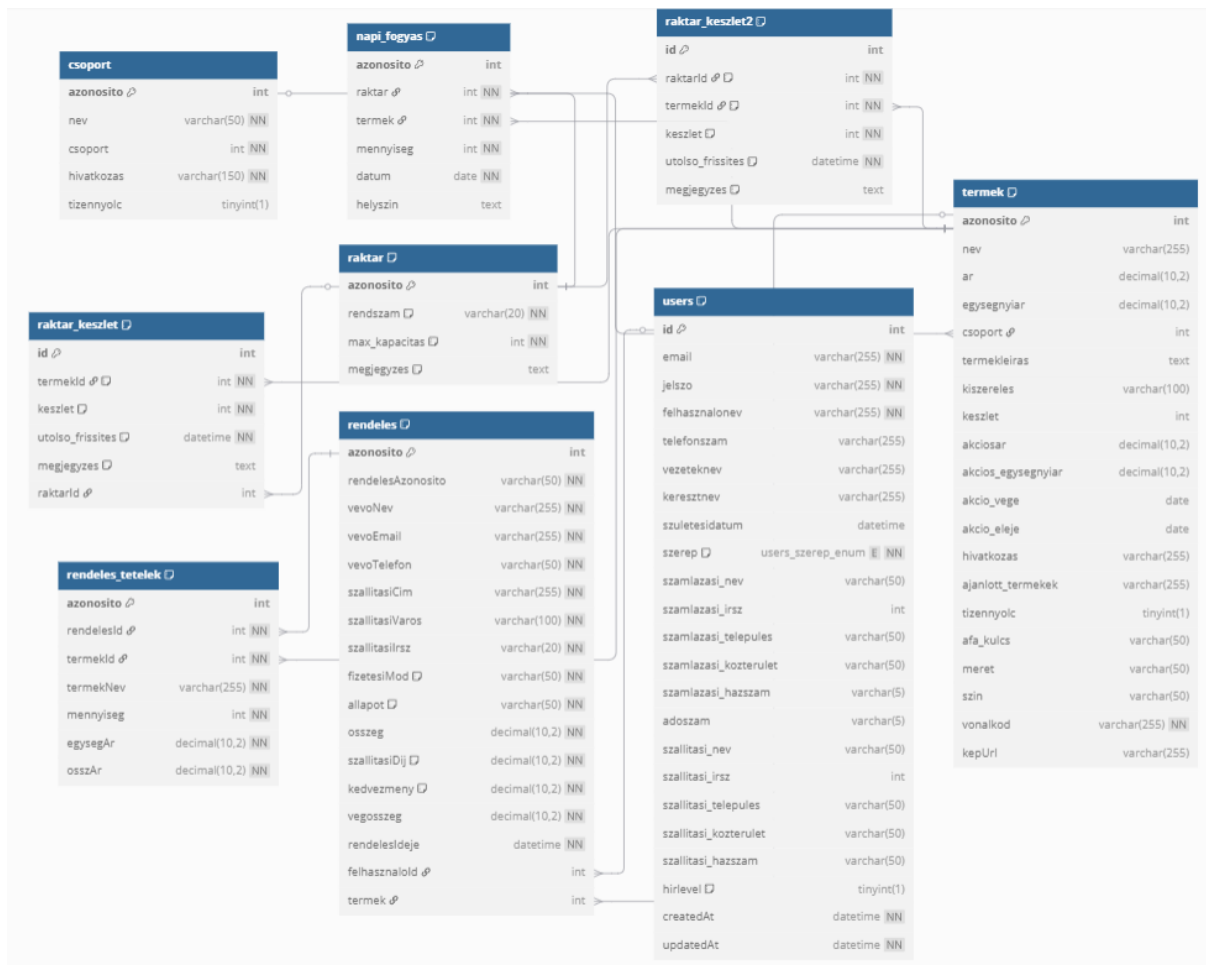 csoport
azonosito int
nev varchar(50) NN
csoport int NN
hivatkozas varchar(150) NN
tizennyolc tinyint(1)
napi_fogyas
azonosito int
raktar int NN
termek int NN
mennyiseg int NN
datum date NN
helyszin text
raktar_keszlet2
id int
raktarId int NN
termekId int NN
keszlet int NN
utolso_frissites datetime NN
megjegyzes text
raktar
azonosito int
rendszam varchar(20) NN
max_kapacitas int NN
megjegyzes text
raktar_keszlet
id int
termekId int NN
keszlet int NN
utolso_frissites datetime NN
megjegyzes text
raktarId int
rendeles
azonosito int
rendelesAzonosito varchar(50) NN
vevoNev varchar(255) NN
vevoEmail varchar(255) NN
vevoTelefon varchar(50) NN
szallitasiCim varchar(255) NN
szallitasiVaros varchar(100) NN
szallitasiIrsz varchar(20) NN
fizetesiMod varchar(50) NN
allapot varchar(50) NN
osszeg decimal(10,2) NN
szallitasiDij decimal(10,2) NN
kedvezmeny decimal(10,2) NN
vegosszeg decimal(10,2) NN
rendelesIdeje datetime NN
felhasznaloId int
termek int
rendeles_tetelek
azonosito int
rendelesId int NN
termekId int NN
termekNev varchar(255) NN
mennyiseg int NN
egysegAr decimal(10,2) NN
osszAr decimal(10,2) NN
users
id int
email varchar(255) NN
jelszo varchar(255) NN
felhasznalonev varchar(255) NN
telefonszam varchar(255)
vezeteknev varchar(255)
keresztnev varchar(255)
szuletesidatum datetime
szerep users_szerep_enum E NN
szamlazasi_nev varchar(50)
szamlazasi_irsz int
szamlazasi_telepules varchar(50)
szamlazasi_kozterulet varchar(50)
szamlazasi_hazszam varchar(5)
adoszam varchar(5)
szallitasi_nev varchar(50)
szallitasi_irsz int
szallitasi_telepules varchar(50)
szallitasi_kozterulet varchar(50)
szallitasi_hazszam varchar(50)
hirlevel tinyint(1)
createdAt datetime NN
updatedAt datetime NN
termek
azonosito int
nev varchar(255)
ar decimal(10,2)
egysegnyiar decimal(10,2)
csoport int
termekleiras text
kiszereles varchar(100)
keszlet int
akciosar decimal(10,2)
akcios_egysegnyiar decimal(10,2)
akcio_vege date
akcio_eleje date
hivatkozas varchar(255)
ajanlott_termekek varchar(255)
tizennyolc tinyint(1)
afa_kulcs varchar(50)
meret varchar(50)
szin varchar(50)
vonalkod varchar(255) NN
kepUrl varchar(255)